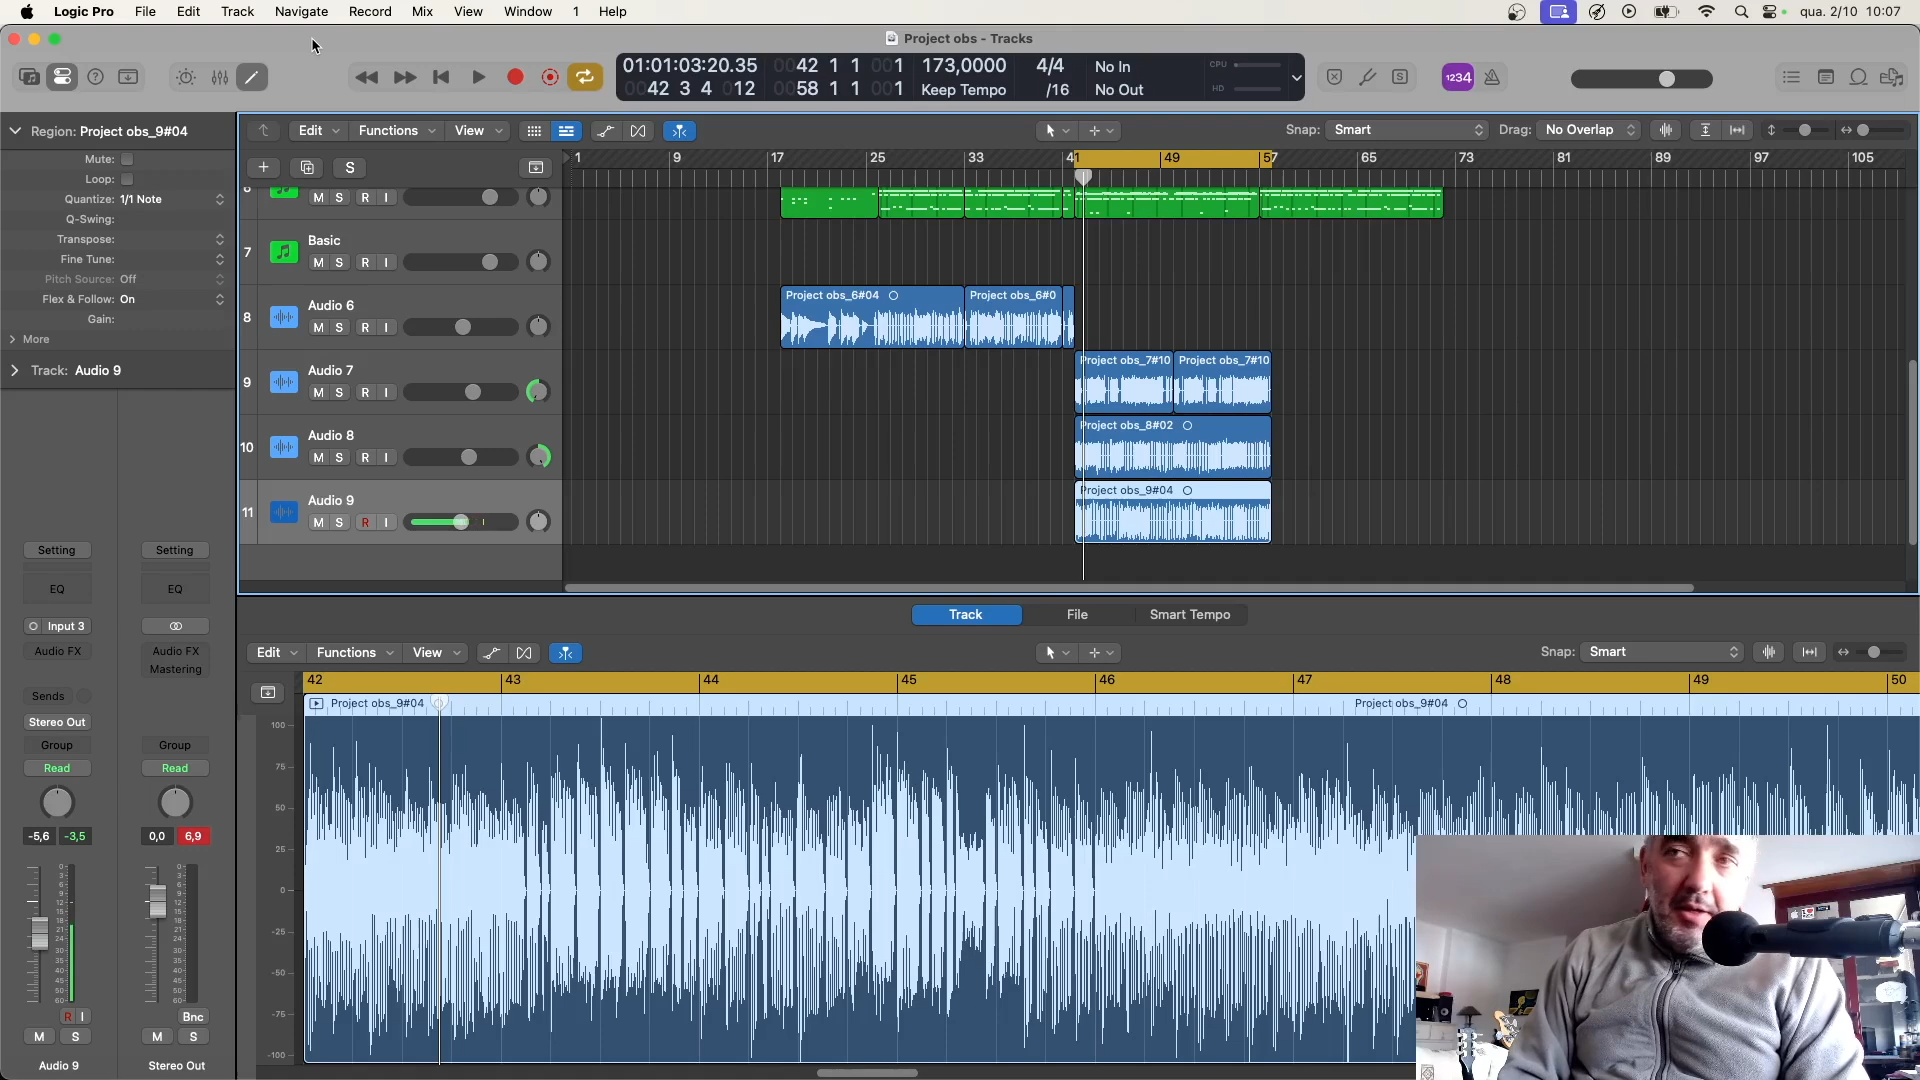 Logic Pro File Edit Track Navigate Record Mix View Window 1 Help qua. 2/10 10:07
Project obs - Tracks
01:01:03:20.35 0042 1 1 001 173,0000 4/4 No In CPU
0042 3 4 012 0058 1 1 001 Keep Tempo /16 No Out HD
S 1234
Region: Project obs_9#04 Edit Functions View Snap: Smart Drag: No Overlap
Mute:
Loop:
Quantize: 1/1 Note
Q-Swing:
Transpose:
Fine Tune:
Pitch Source: Off
Flex & Follow: On
Gain:
More
Track: Audio 9
S 1 9 17 25 33 41 49 57 65 73 81 89 97 105
M S R I
7 Basic
M S R I
8 Audio 6 Project obs_6#04 Project obs_6#0
M S R I
9 Audio 7 Project obs_7#10 Project obs_7#10
M S R I
10 Audio 8 Project obs_8#02
M S R I
11 Audio 9 Project obs_9#04
M S R I
Setting Setting
EQ EQ
Input 3
Audio FX Audio FX
Mastering
Sends
Stereo Out
Group Group
Read Read
-5,6 -3,5 0,0 6,9
R I Bnc
M S M S
Audio 9 Stereo Out
Track File Smart Tempo
Edit Functions View Snap: Smart
42 43 44 45 46 47 48 49 50
Project obs_9#04 Project obs_9#04
100
75
50
25
0
-25
-50
-75
-100